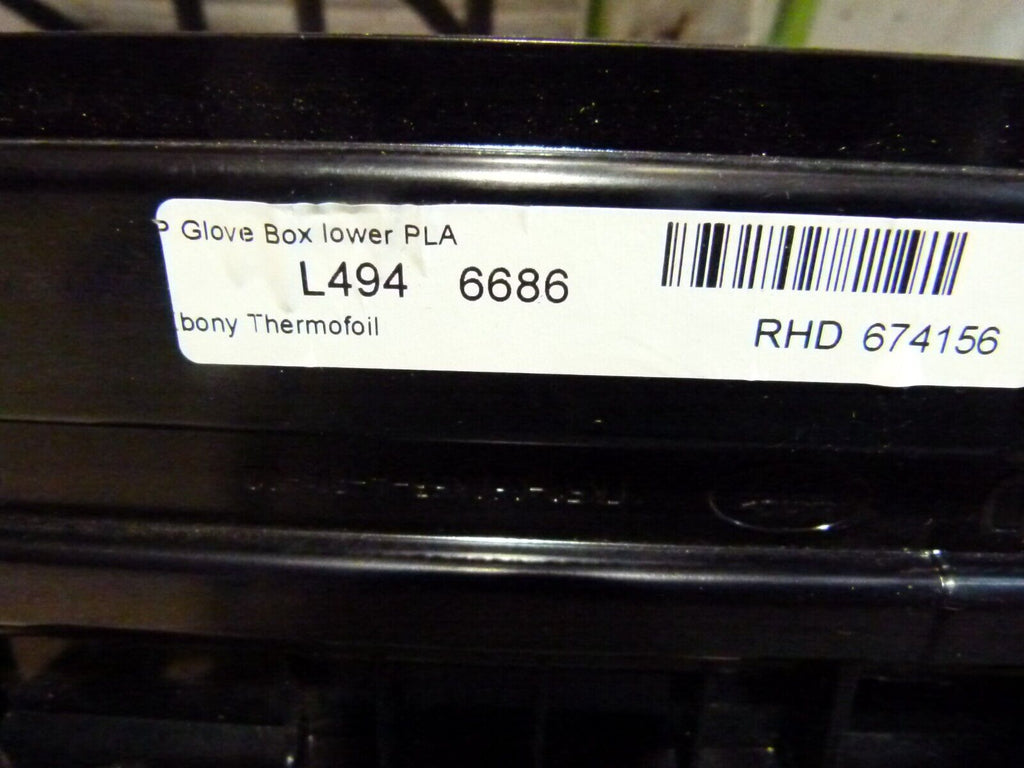 P Glove Box lower PLA
L494 6686
bony Thermofoil
RHD 674156